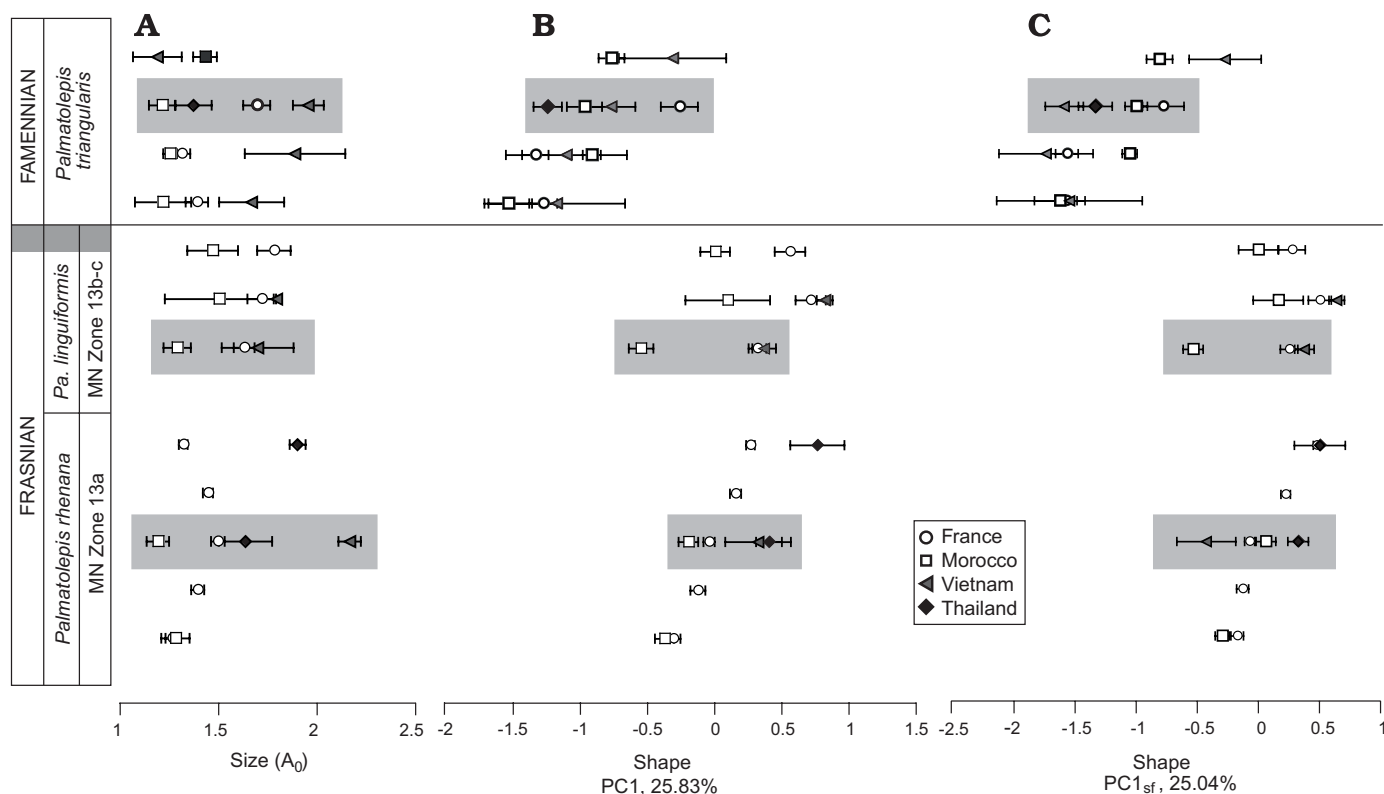 A
B
C
FAMENNIAN
Palmatolepis
triangularis
FRASNIAN
Pa. linguiformis
MN Zone 13b-c
Palmatolepis rhenana
MN Zone 13a
France
Morocco
Vietnam
Thailand
1 1.5 2 2.5
Size (A0)
-2 -1.5 -1 -0.5 0 0.5 1 1.5
Shape
PC1, 25.83%
-2.5 -2 -1.5 -1 -0.5 0 0.5 1
Shape
PC1sf , 25.04%